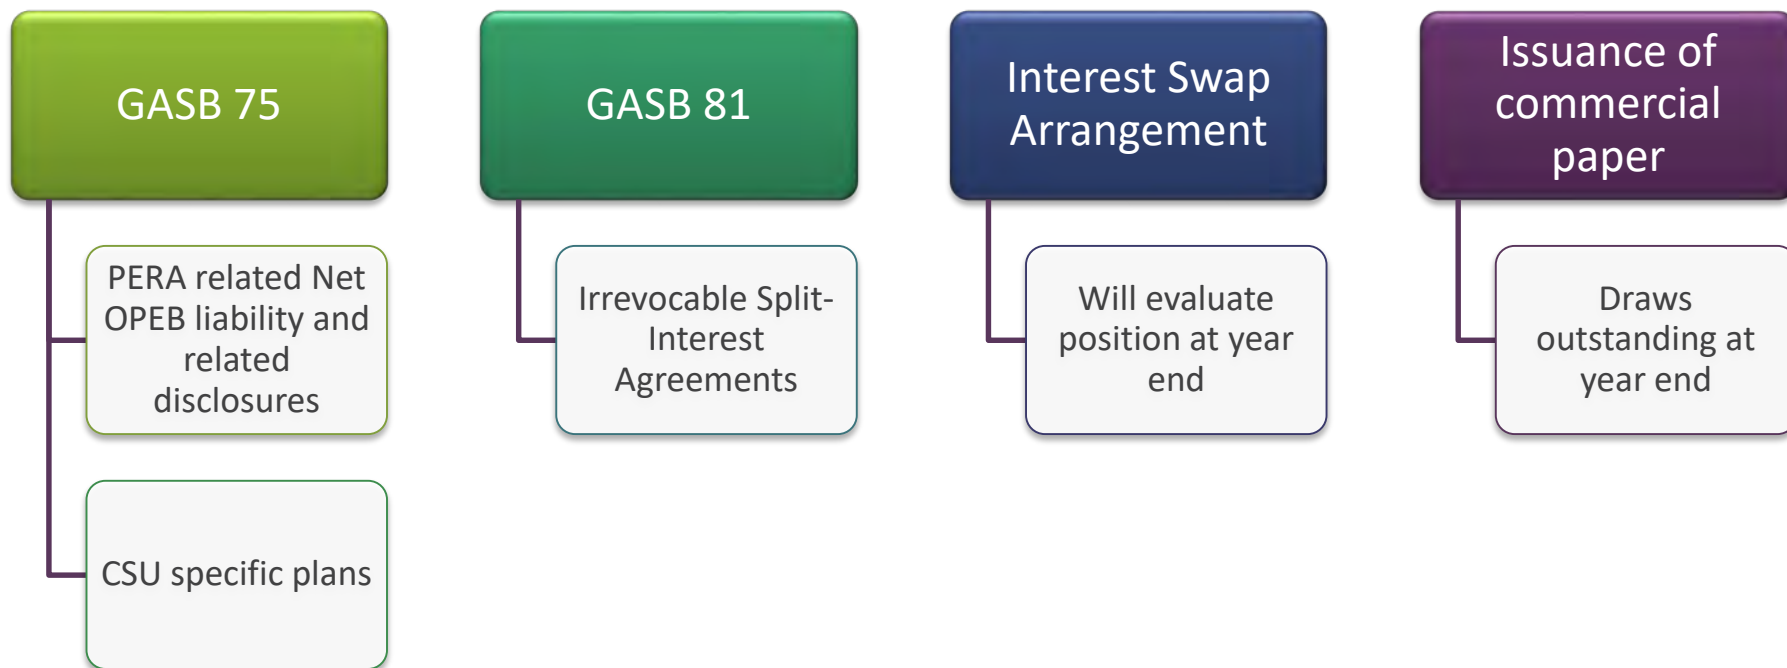 GASB 75
PERA related Net
OPEB liability and
related
disclosures
CSU specific plans
GASB 81
Irrevocable Split-
Interest
Agreements
Interest Swap
Arrangement
Will evaluate
position at year
end
Issuance of
commercial
paper
Draws
outstanding at
year end